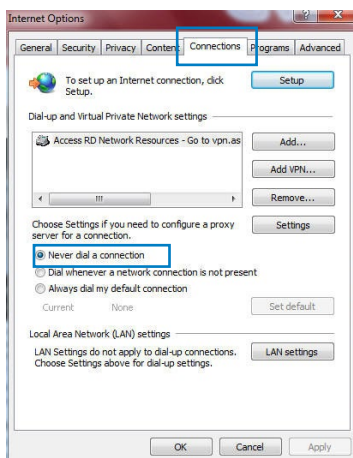 Internet Options
General Security Privacy Content Connections Programs Advanced
To set up an Internet connection, click
Setup.
Setup
Dial-up and Virtual Private Network settings
Access RD Network Resources - Go to vpn.as
Add...
Add VPN...
Remove...
Choose Settings if you need to configure a proxy
server for a connection.
Settings
Never dial a connection
Dial whenever a network connection is not present
Always dial my default connection
Current None
Set default
Local Area Network (LAN) settings
LAN Settings do not apply to dial-up connections.
Choose Settings above for dial-up settings.
LAN settings
OK Cancel Apply